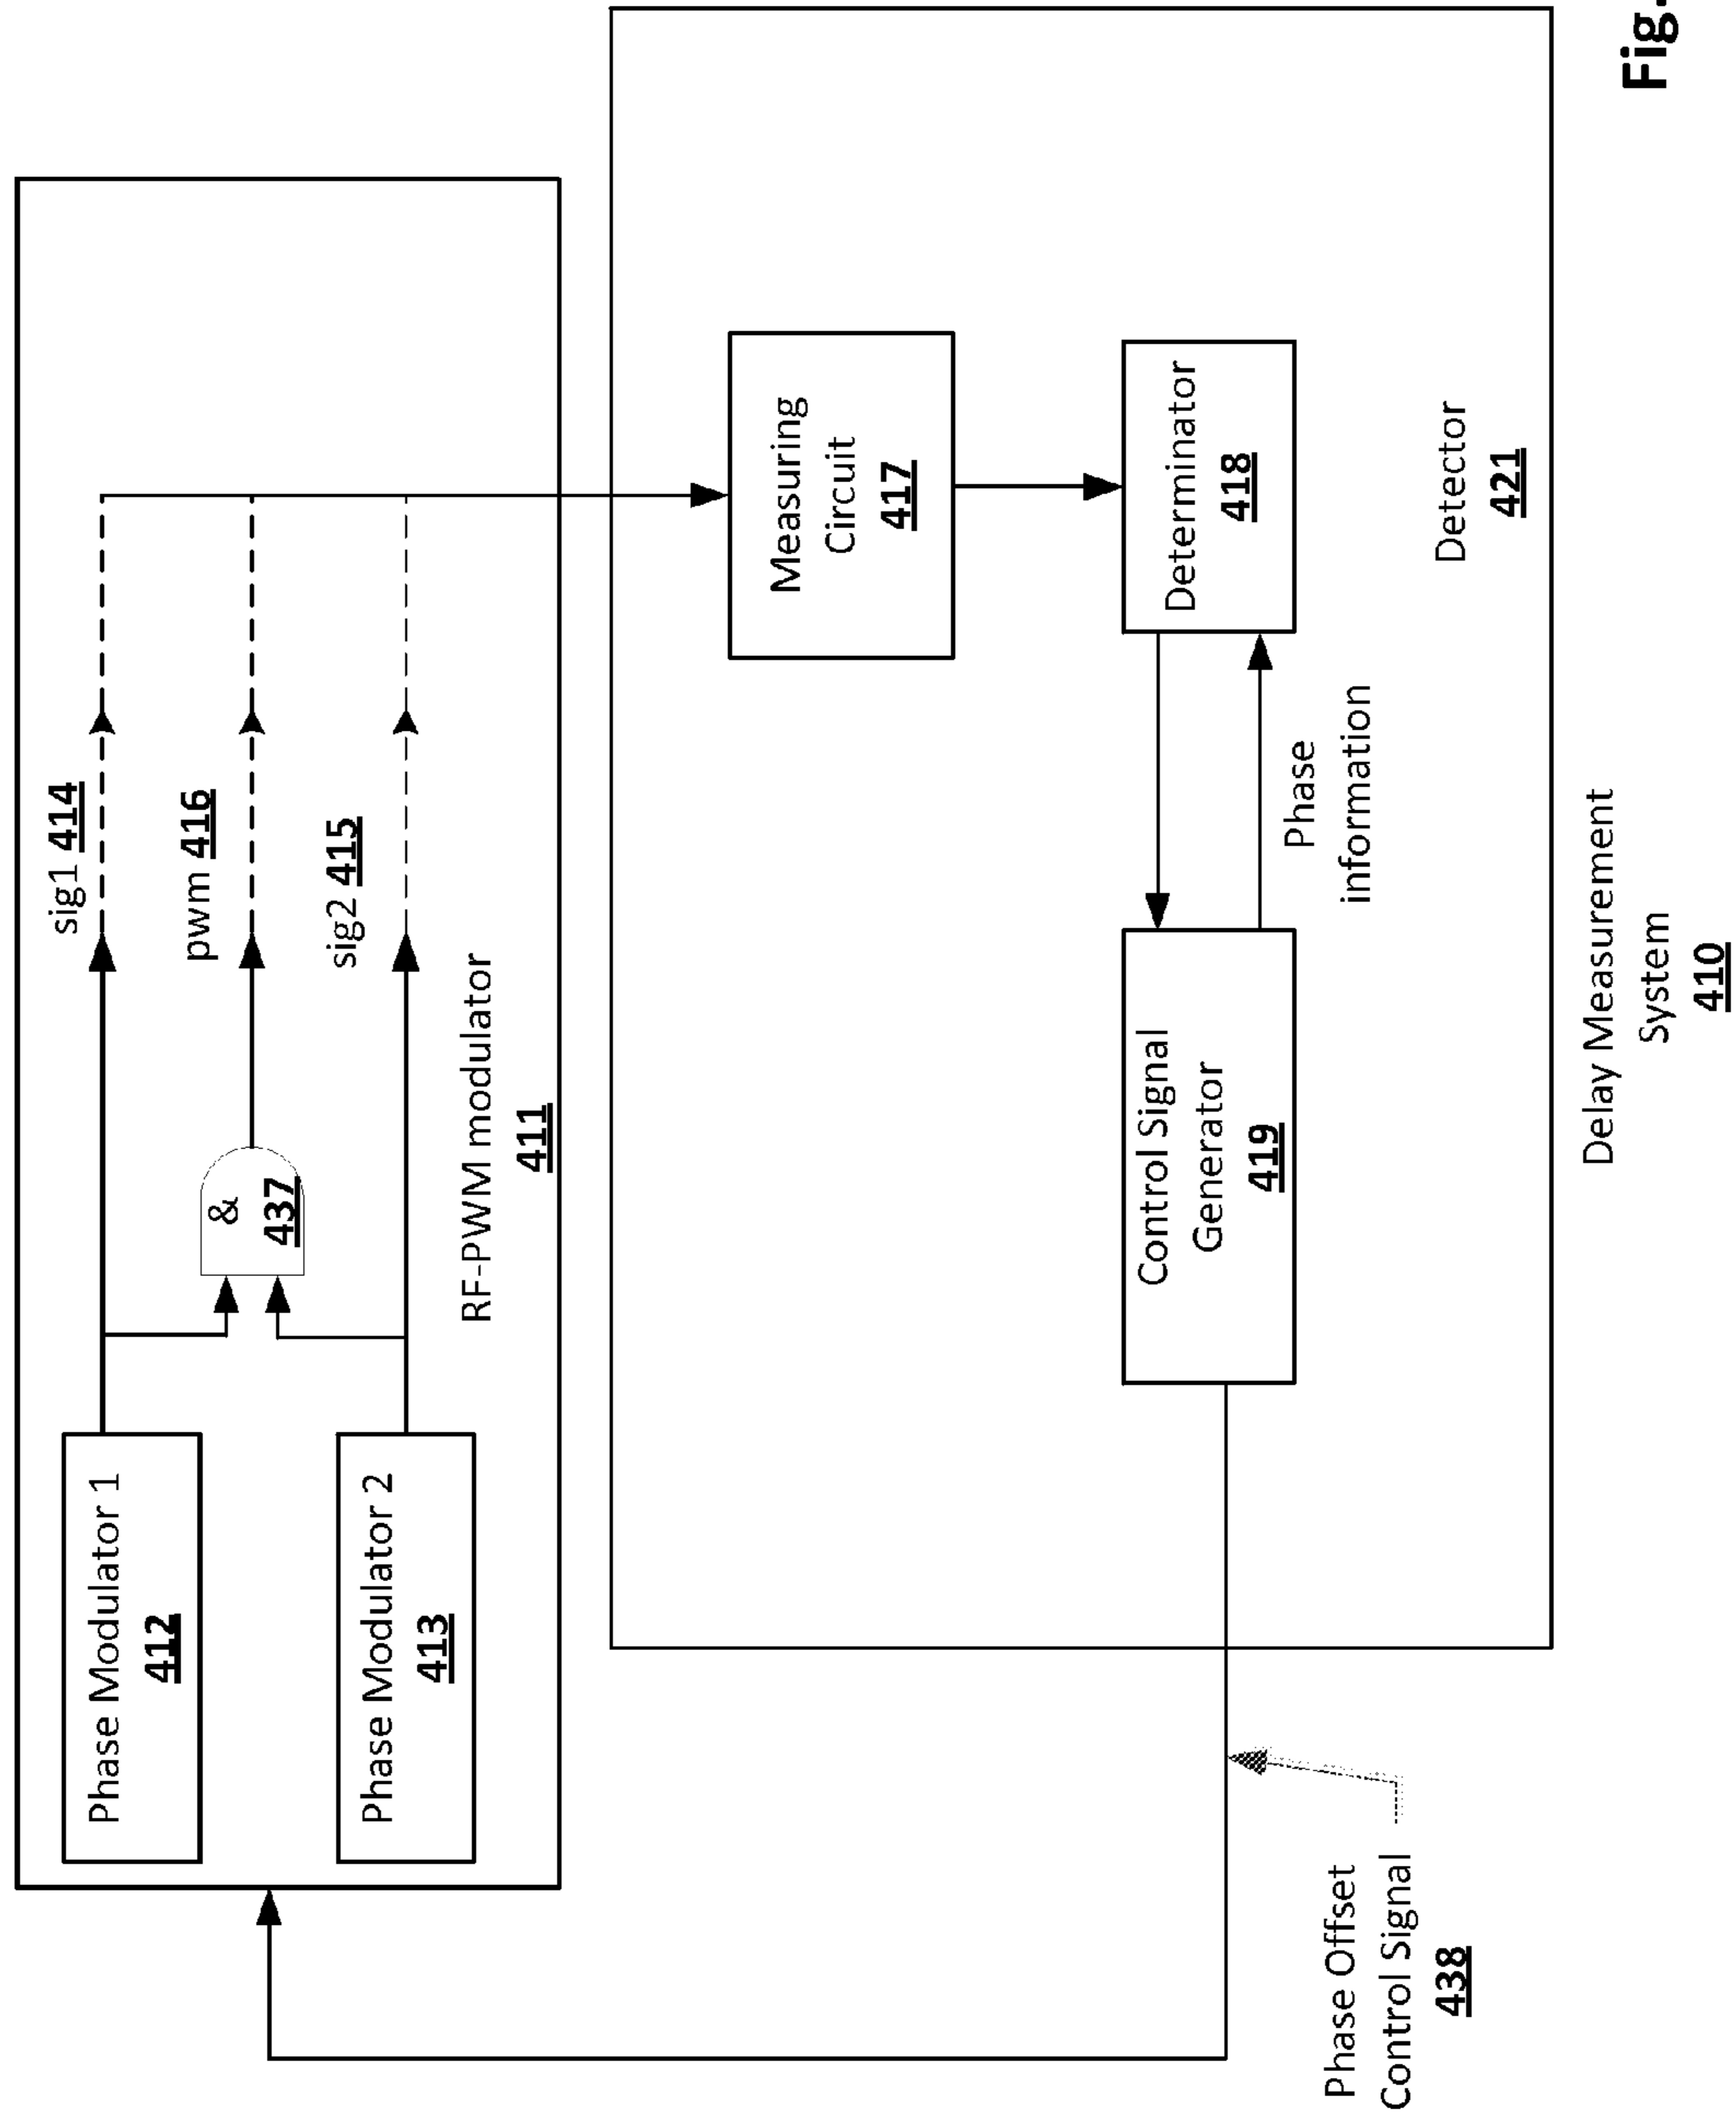 Phase Modulator 1
412
Phase Modulator 2
413
&
437
sig1 414
pwm 416
sig2 415
RF-PWM modulator
411
Measuring
Circuit
417
Determinator
418
Control Signal
Generator
419
Phase
information
Detector
421
Phase Offset
Control Signal
438
Delay Measurement
System
410
Fig.